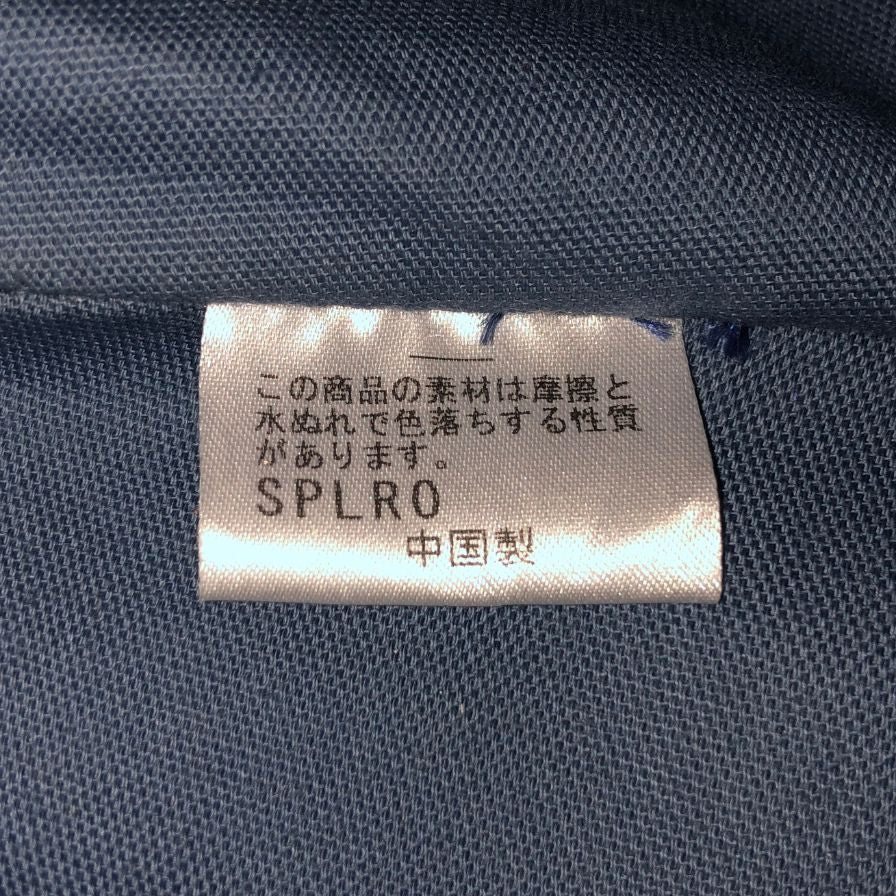 この商品の素材は摩擦と
水ぬれで色落ちする性質
があります。
SPLRO
中国製